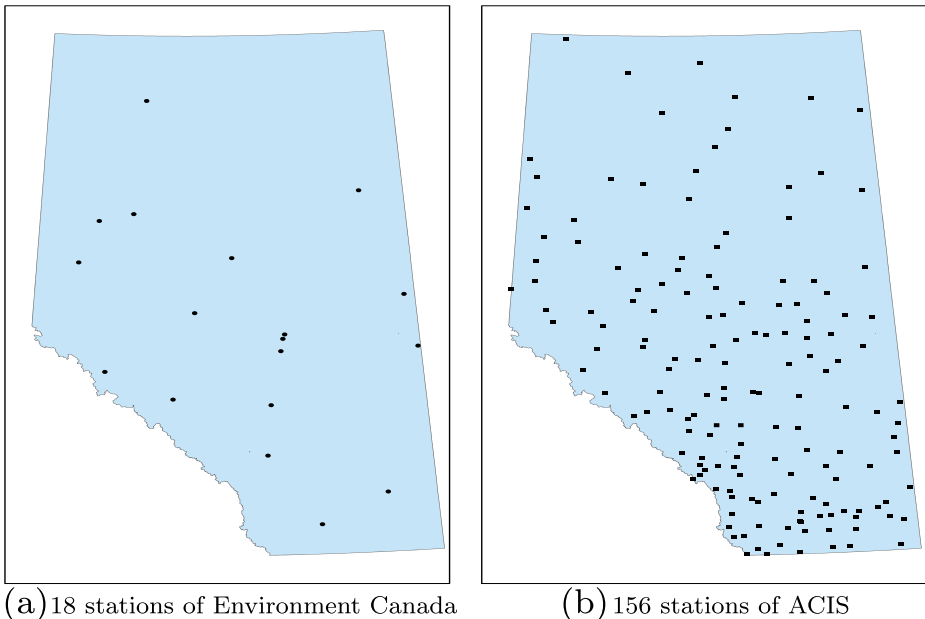 (a) 18 stations of Environment Canada
(b) 156 stations of ACIS